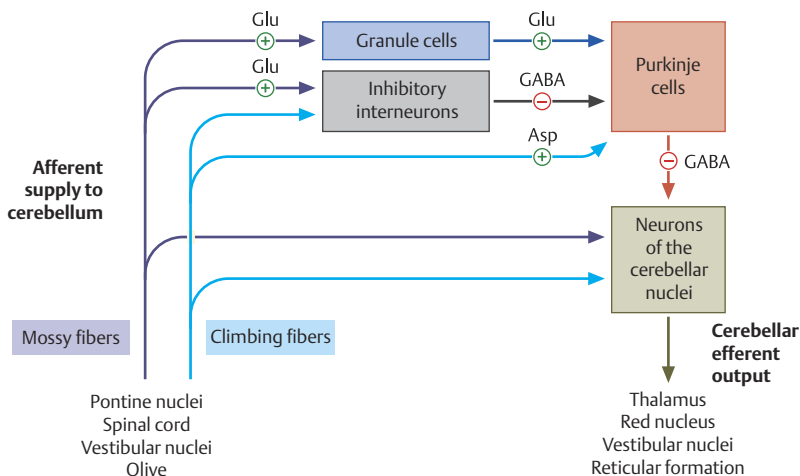 Glu
Glu
Granule cells
Glu
Inhibitory
interneurons
GABA
Purkinje
cells
Asp
GABA
Afferent
supply to
cerebellum
Neurons
of the
cerebellar
nuclei
Mossy fibers
Climbing fibers
Cerebellar
efferent
output
Pontine nuclei
Spinal cord
Vestibular nuclei
Olive
Thalamus
Red nucleus
Vestibular nuclei
Reticular formation